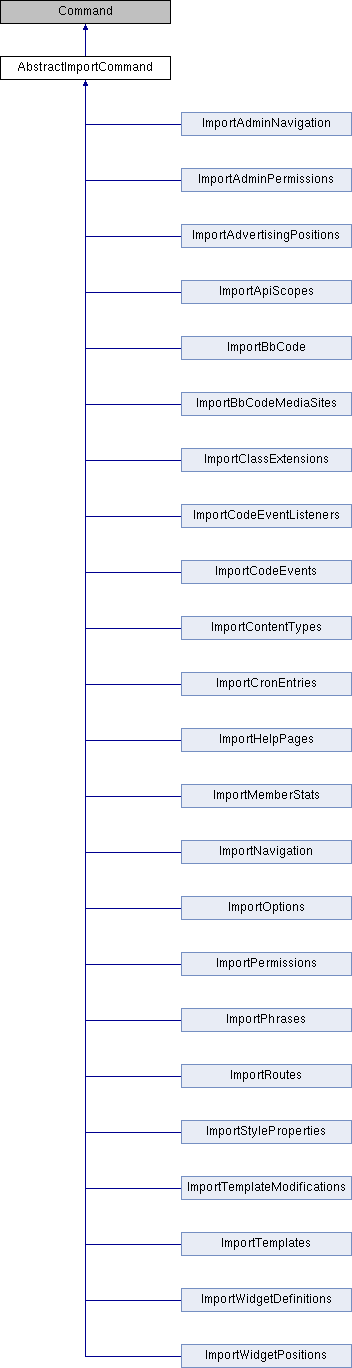 Command
AbstractImportCommand
ImportAdminNavigation
ImportAdminPermissions
ImportAdvertisingPositions
ImportApiScopes
ImportBbCode
ImportBbCodeMediaSites
ImportClassExtensions
ImportCodeEventListeners
ImportCodeEvents
ImportContentTypes
ImportCronEntries
ImportHelpPages
ImportMemberStats
ImportNavigation
ImportOptions
ImportPermissions
ImportPhrases
ImportRoutes
ImportStyleProperties
ImportTemplateModifications
ImportTemplates
ImportWidgetDefinitions
ImportWidgetPositions